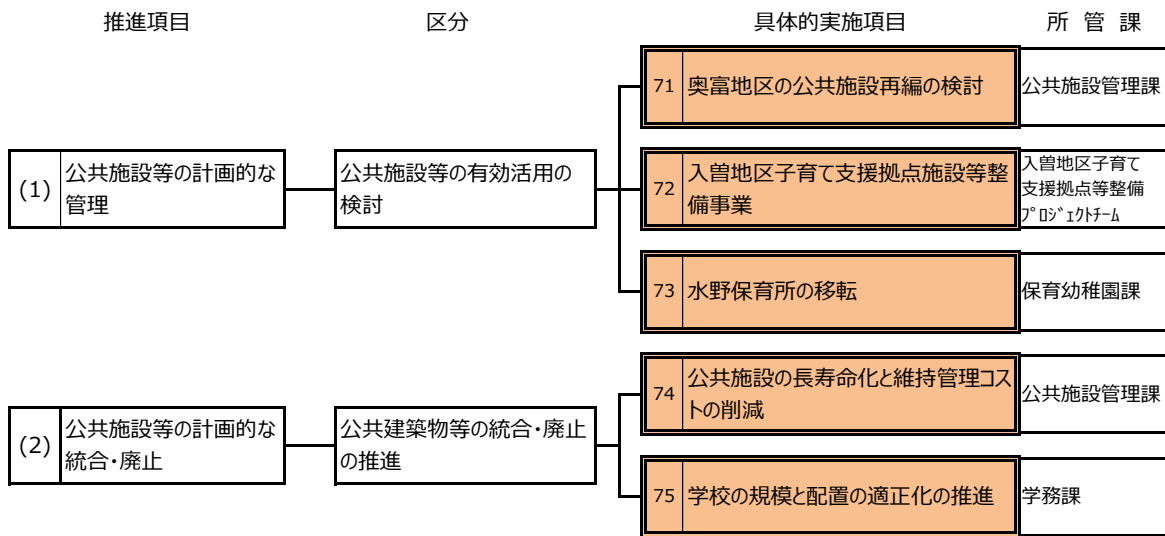 推進項目 区分 具体的実施項目 所管課
71 奥富地区の公共施設再編の検討 公共施設管理課
(1) 公共施設等の計画的な
管理
公共施設等の有効活用の
検討
72 入曽地区子育て支援拠点施設等整
備事業
入曽地区子育て
支援拠点等整備
ﾌﾟﾛｼﾞｪｸﾄﾁｰﾑ
73 水野保育所の移転 保育幼稚園課
74 公共施設の長寿命化と維持管理コス
トの削減
公共施設管理課
(2) 公共施設等の計画的な
統合・廃止
公共建築物等の統合・廃止
の推進
75 学校の規模と配置の適正化の推進 学務課